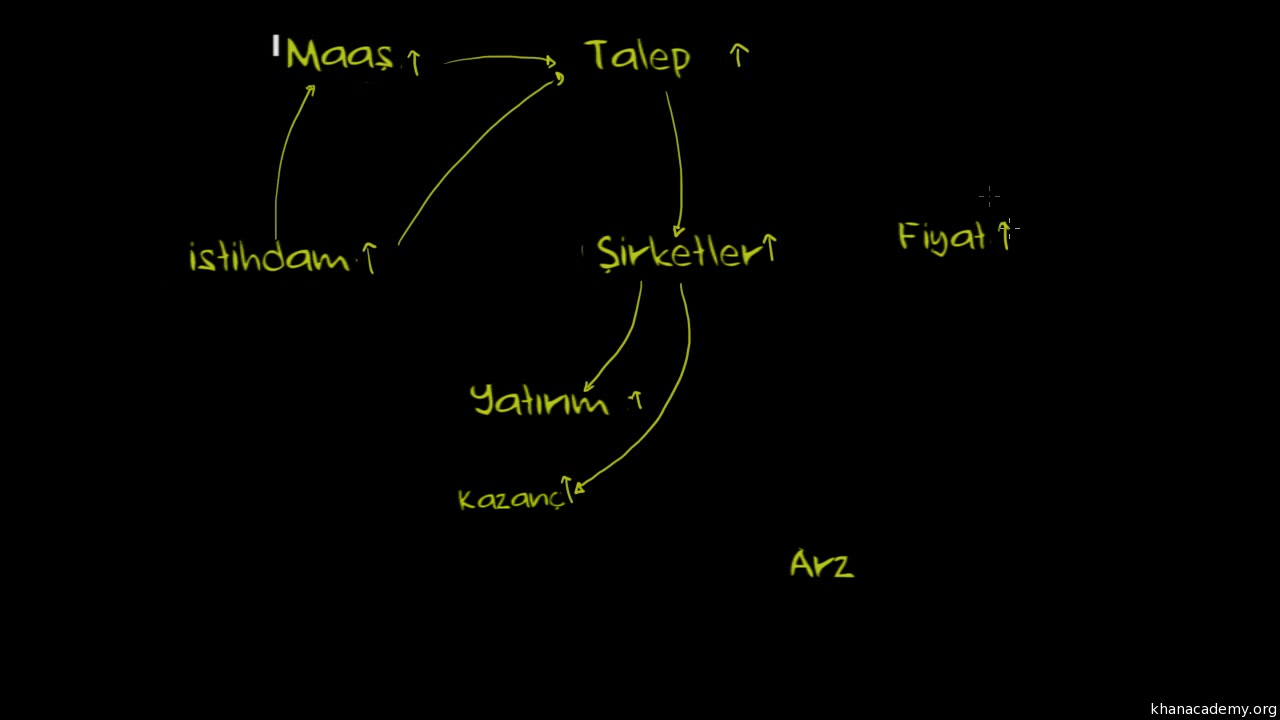 Maaş ↑
Talep ↑
istihdam ↑
Şirketler ↑
Fiyat ↑
Yatırım ↑
Kazanç ↑
Arz
khanacademy.org